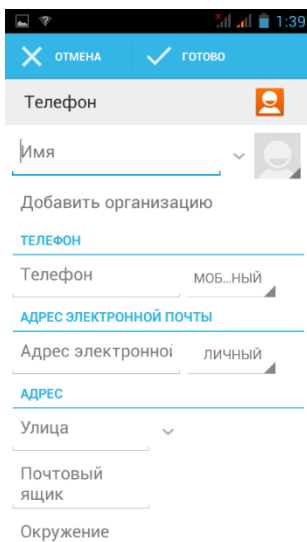 1:39
ОТМЕНА ГОТОВО
Телефон
Имя
Добавить организацию
ТЕЛЕФОН
Телефон МОБ...НЫЙ
АДРЕС ЭЛЕКТРОННОЙ ПОЧТЫ
Адрес электронної ЛИЧНЫЙ
АДРЕС
Улица
Почтовый
ящик
Окружение